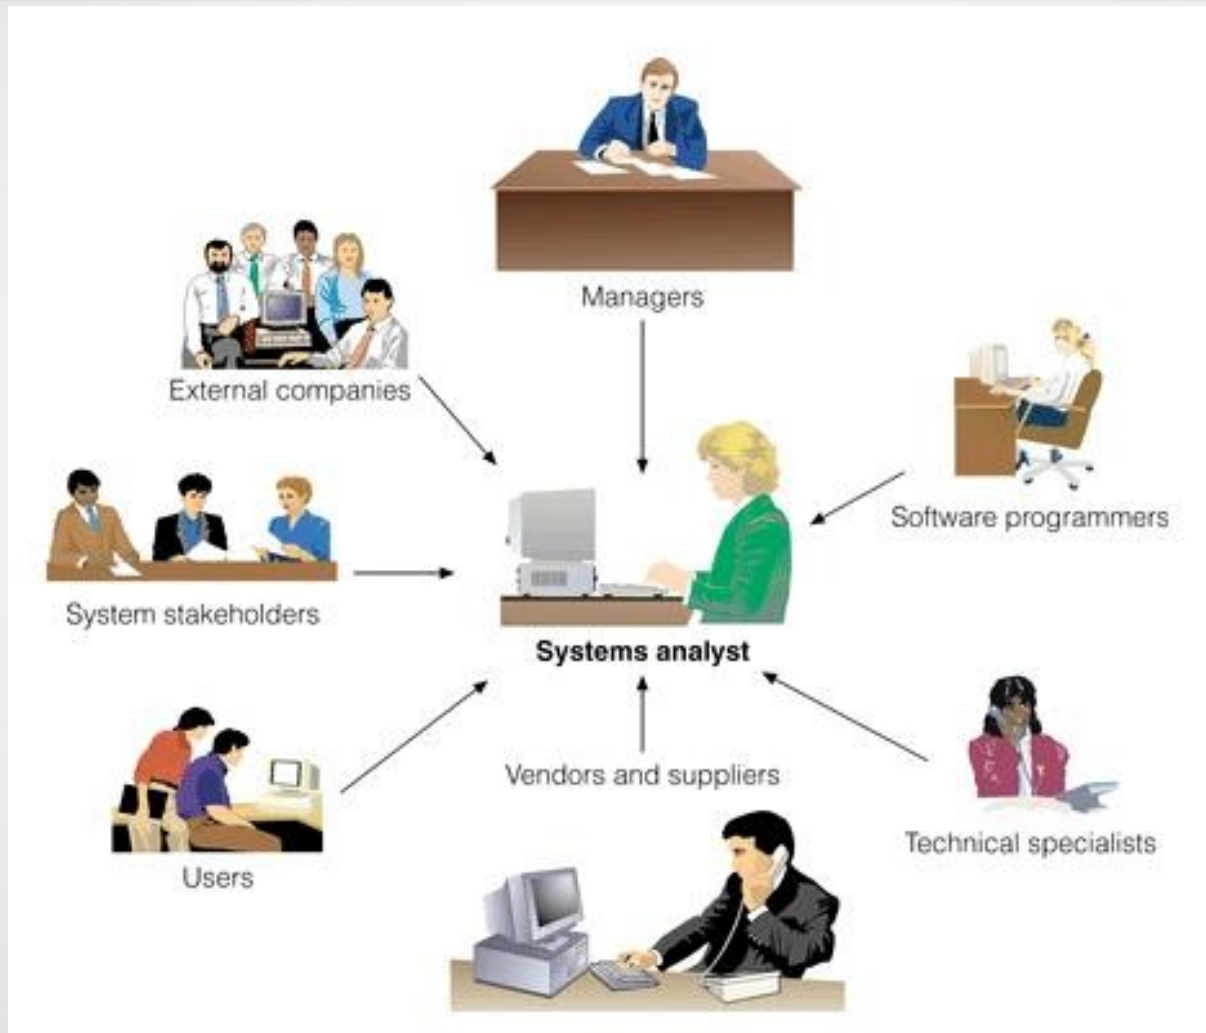 Managers
External companies
Software programmers
System stakeholders
Systems analyst
Vendors and suppliers
Technical specialists
Users